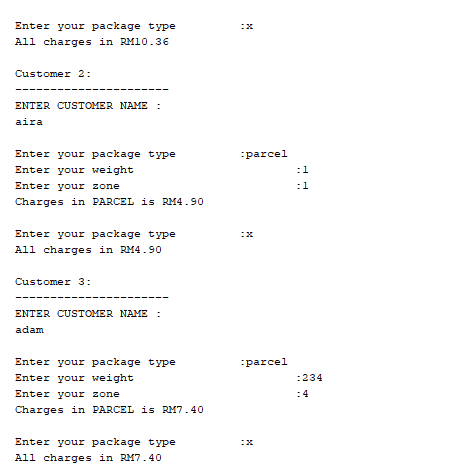 Enter your package type :x
All charges in RM10.36
Customer 2:
----------------------
ENTER CUSTOMER NAME :
aira
Enter your package type :parcel
Enter your weight :1
Enter your zone :1
Charges in PARCEL is RM4.90
Enter your package type :x
All charges in RM4.90
Customer 3:
----------------------
ENTER CUSTOMER NAME :
adam
Enter your package type :parcel
Enter your weight :234
Enter your zone :4
Charges in PARCEL is RM7.40
Enter your package type :x
All charges in RM7.40